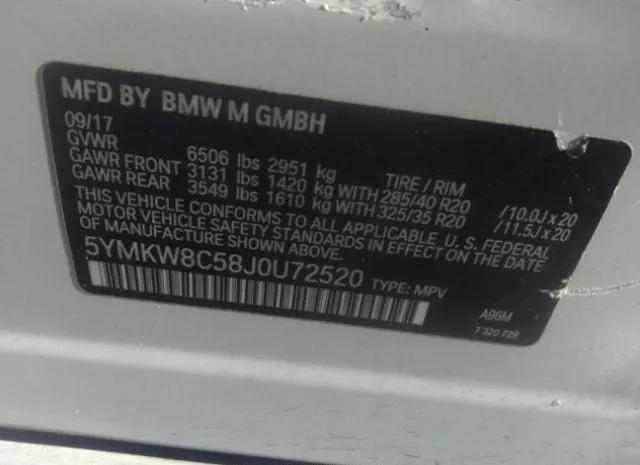 MFD BY BMW M GMBH
09/17
GVWR 6506 lbs 2951 kg TIRE / RIM
GAWR FRONT 3131 lbs 1420 kg WITH 285/40 R20 /10.0J x 20
GAWR REAR 3549 lbs 1610 kg WITH 325/35 R20 /11.5J x 20
THIS VEHICLE CONFORMS TO ALL APPLICABLE U.S. FEDERAL
MOTOR VEHICLE SAFETY STANDARDS IN EFFECT ON THE DATE OF
MANUFACTURE SHOWN ABOVE.
5YMKW8C58J0U72520 TYPE: MPV
A96M
7 320 729